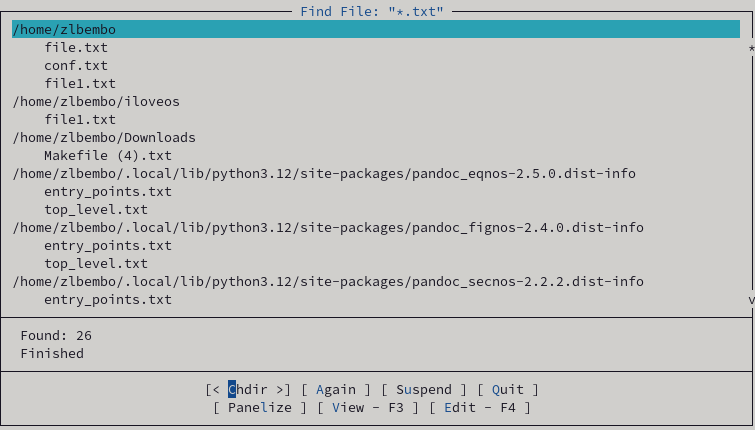 Find File: "*.txt"
/home/zlbembo
file.txt
conf.txt
file1.txt
/home/zlbembo/iloveos
file1.txt
/home/zlbembo/Downloads
Makefile (4).txt
/home/zlbembo/.local/lib/python3.12/site-packages/pandoc_eqnos-2.5.0.dist-info
entry_points.txt
top_level.txt
/home/zlbembo/.local/lib/python3.12/site-packages/pandoc_fignos-2.4.0.dist-info
entry_points.txt
top_level.txt
/home/zlbembo/.local/lib/python3.12/site-packages/pandoc_secnos-2.2.2.dist-info
entry_points.txt
Found: 26
Finished
[< Chdir >] [ Again ] [ Suspend ] [ Quit ]
[ Panelize ] [ View - F3 ] [ Edit - F4 ]